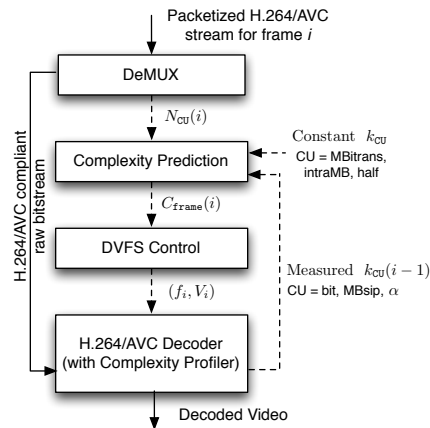 Packetized H.264/AVC
stream for frame i
DeMUX
N_CU(i)
Constant k_CU
CU = MBitrans,
intraMB, half
Complexity Prediction
C_frame(i)
H.264/AVC compliant
raw bitstream
DVFS Control
(f_i, V_i)
Measured k_CU(i − 1)
CU = bit, MBsip, α
H.264/AVC Decoder
(with Complexity Profiler)
Decoded Video